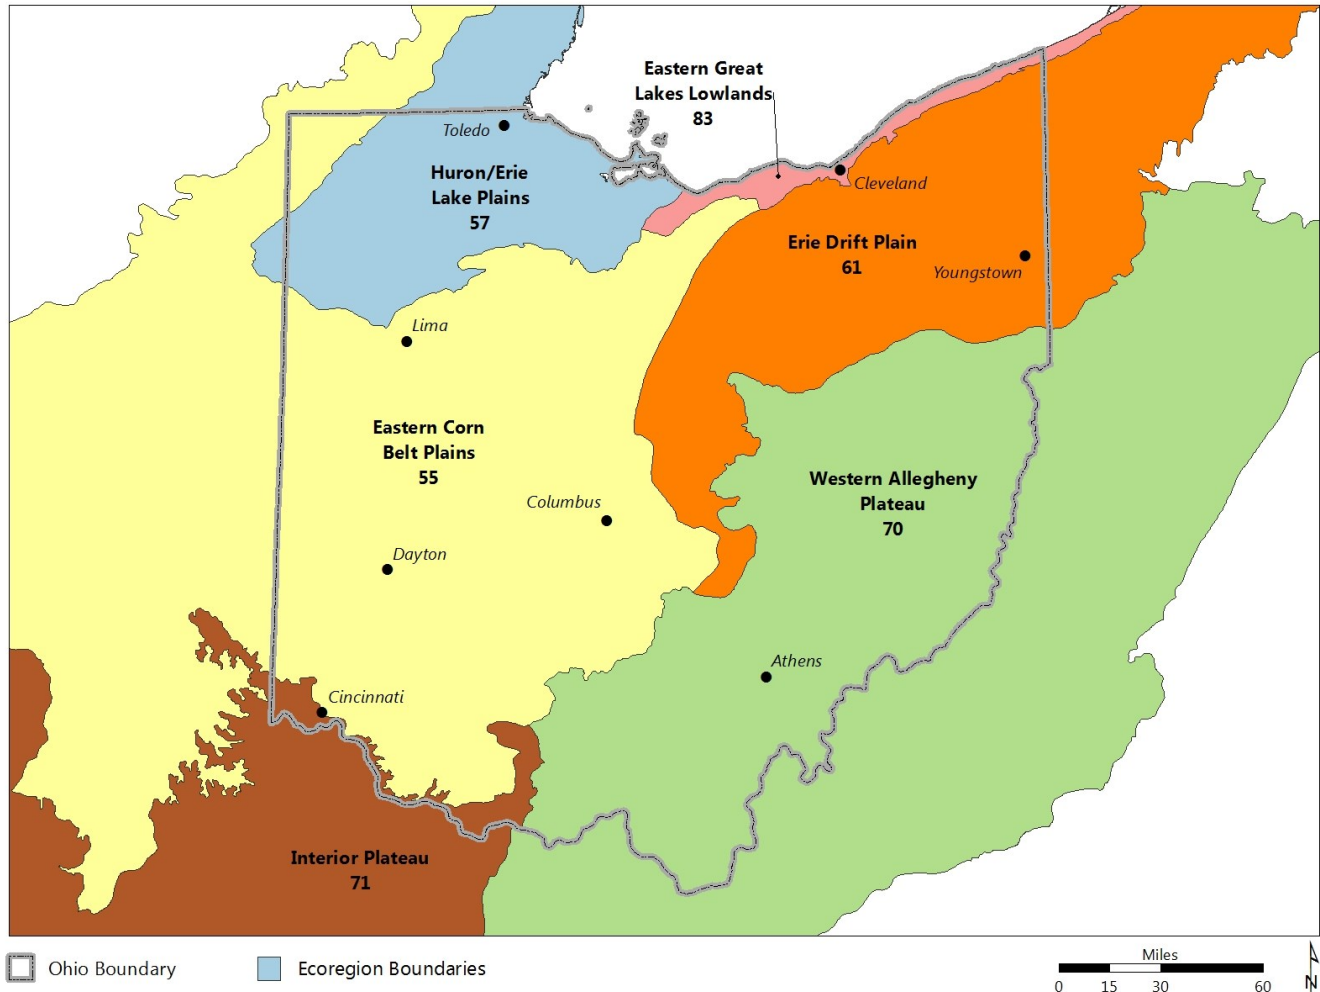 Eastern Great
Lakes Lowlands
83
Toledo
Huron/Erie
Lake Plains
57
Cleveland
Erie Drift Plain
61
Youngstown
Lima
Eastern Corn
Belt Plains
55
Columbus
Western Allegheny
Plateau
70
Dayton
Athens
Cincinnati
Interior Plateau
71
Ohio Boundary
Ecoregion Boundaries
Miles
0 15 30 60
N